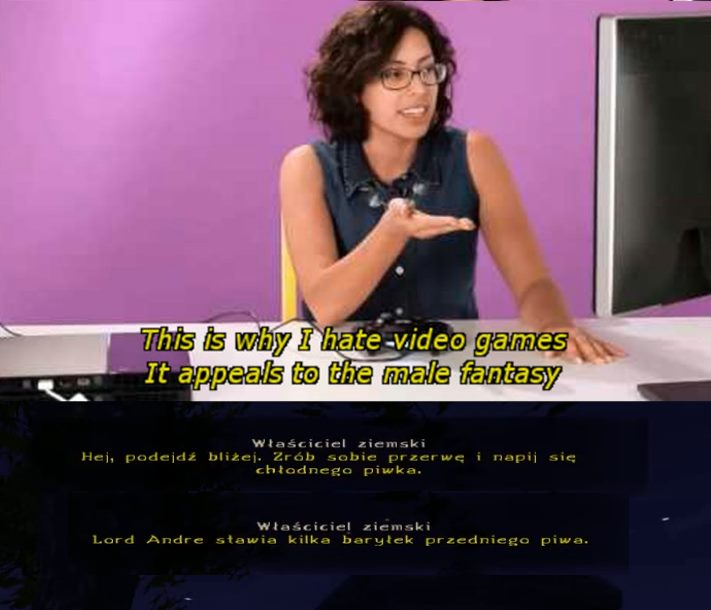 This is why I hate video games
It appeals to the male fantasy
Właściciel ziemski
Hej, podejdź bliżej. Zrób sobie przerwę i napij się
chłodnego piwka.
Właściciel ziemski
Lord Andre stawia kilka baryłek przedniego piwa.